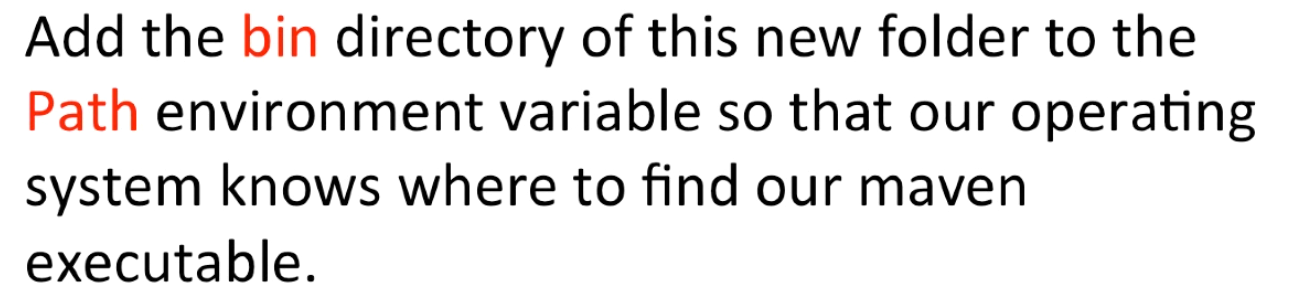 Add the bin directory of this new folder to the
Path environment variable so that our operating
system knows where to find our maven
executable.